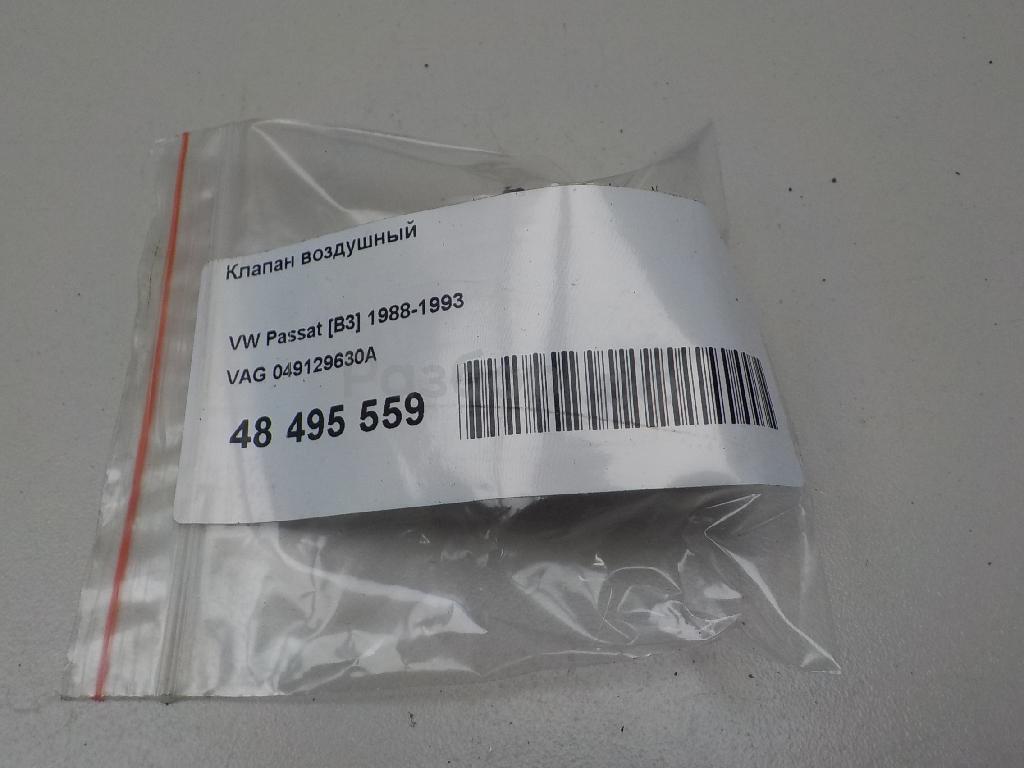 Клапан воздушный
VW Passat [B3] 1988-1993
VAG 049129630A
48 495 559